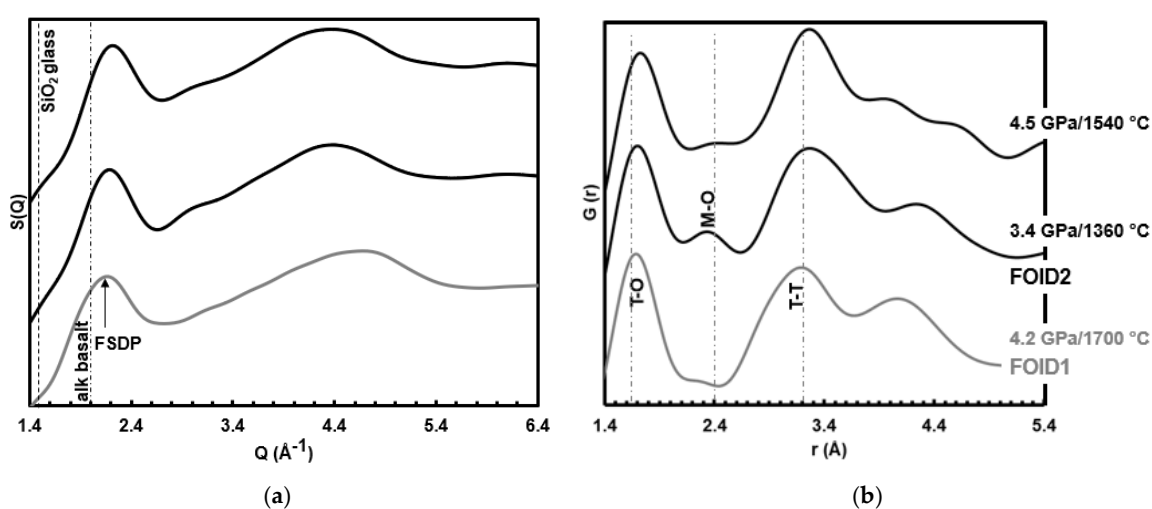 (a)
S(Q)
SiO2 glass
alk basalt
FSDP
1.4 2.4 3.4 4.4 5.4 6.4
Q (Å-1)
(b)
G (r)
T-O
M-O
T-T
4.5 GPa/1540 °C
3.4 GPa/1360 °C
FOID2
4.2 GPa/1700 °C
FOID1
1.4 2.4 3.4 4.4 5.4
r (Å)
(a)
(b)